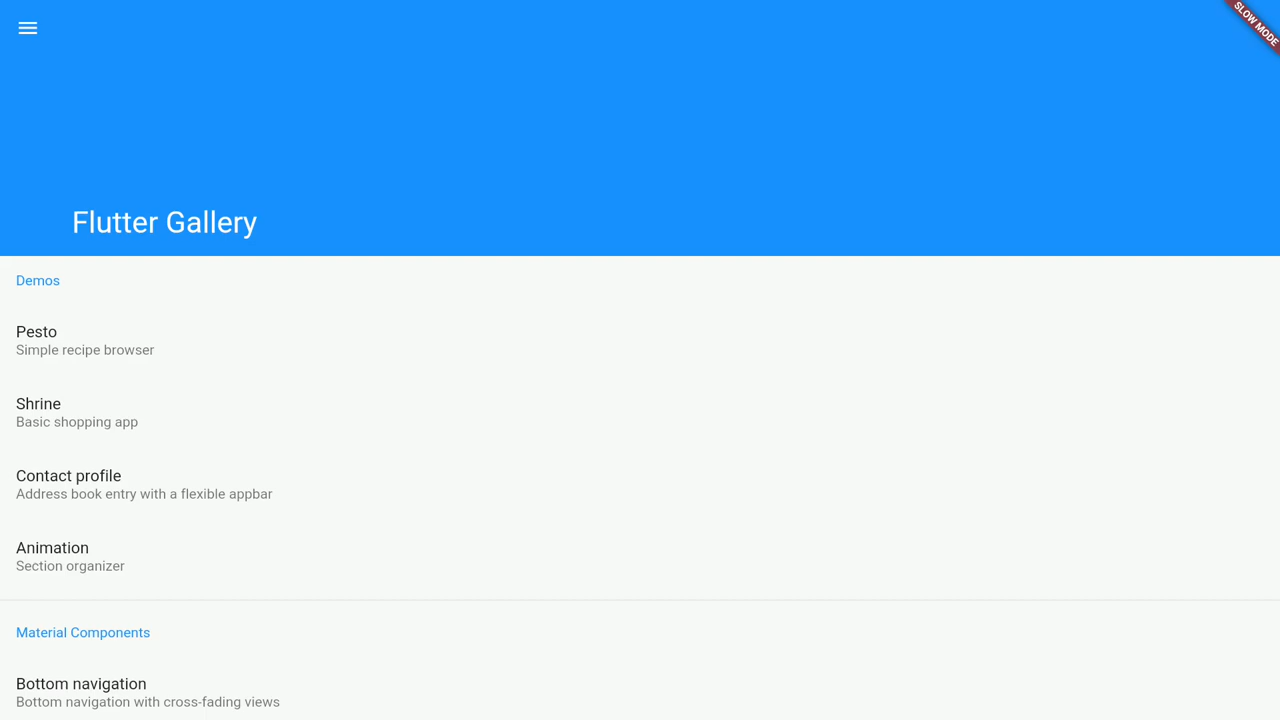 SLOW MODE
Flutter Gallery
Demos
Pesto
Simple recipe browser
Shrine
Basic shopping app
Contact profile
Address book entry with a flexible appbar
Animation
Section organizer
Material Components
Bottom navigation
Bottom navigation with cross-fading views